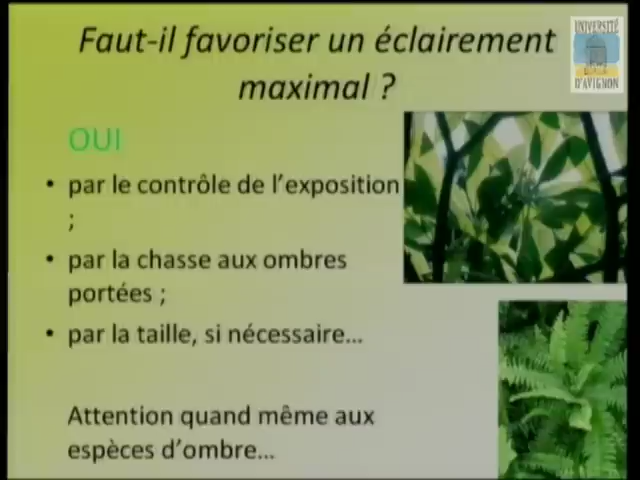 Faut-il favoriser un éclairement
maximal ?
UNIVERSITÉ
D'AVIGNON
OUI
• par le contrôle de l'exposition
;
• par la chasse aux ombres
portées ;
• par la taille, si nécessaire...
Attention quand même aux
espèces d'ombre...